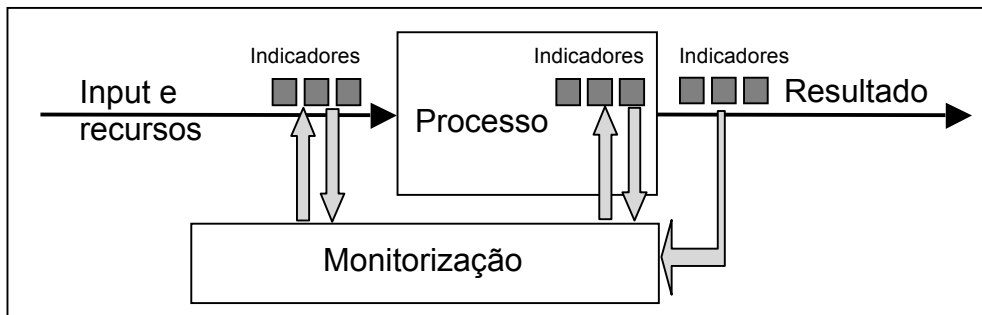 Indicadores
Indicadores
Indicadores
Input e
recursos
Processo
Resultado
Monitorização